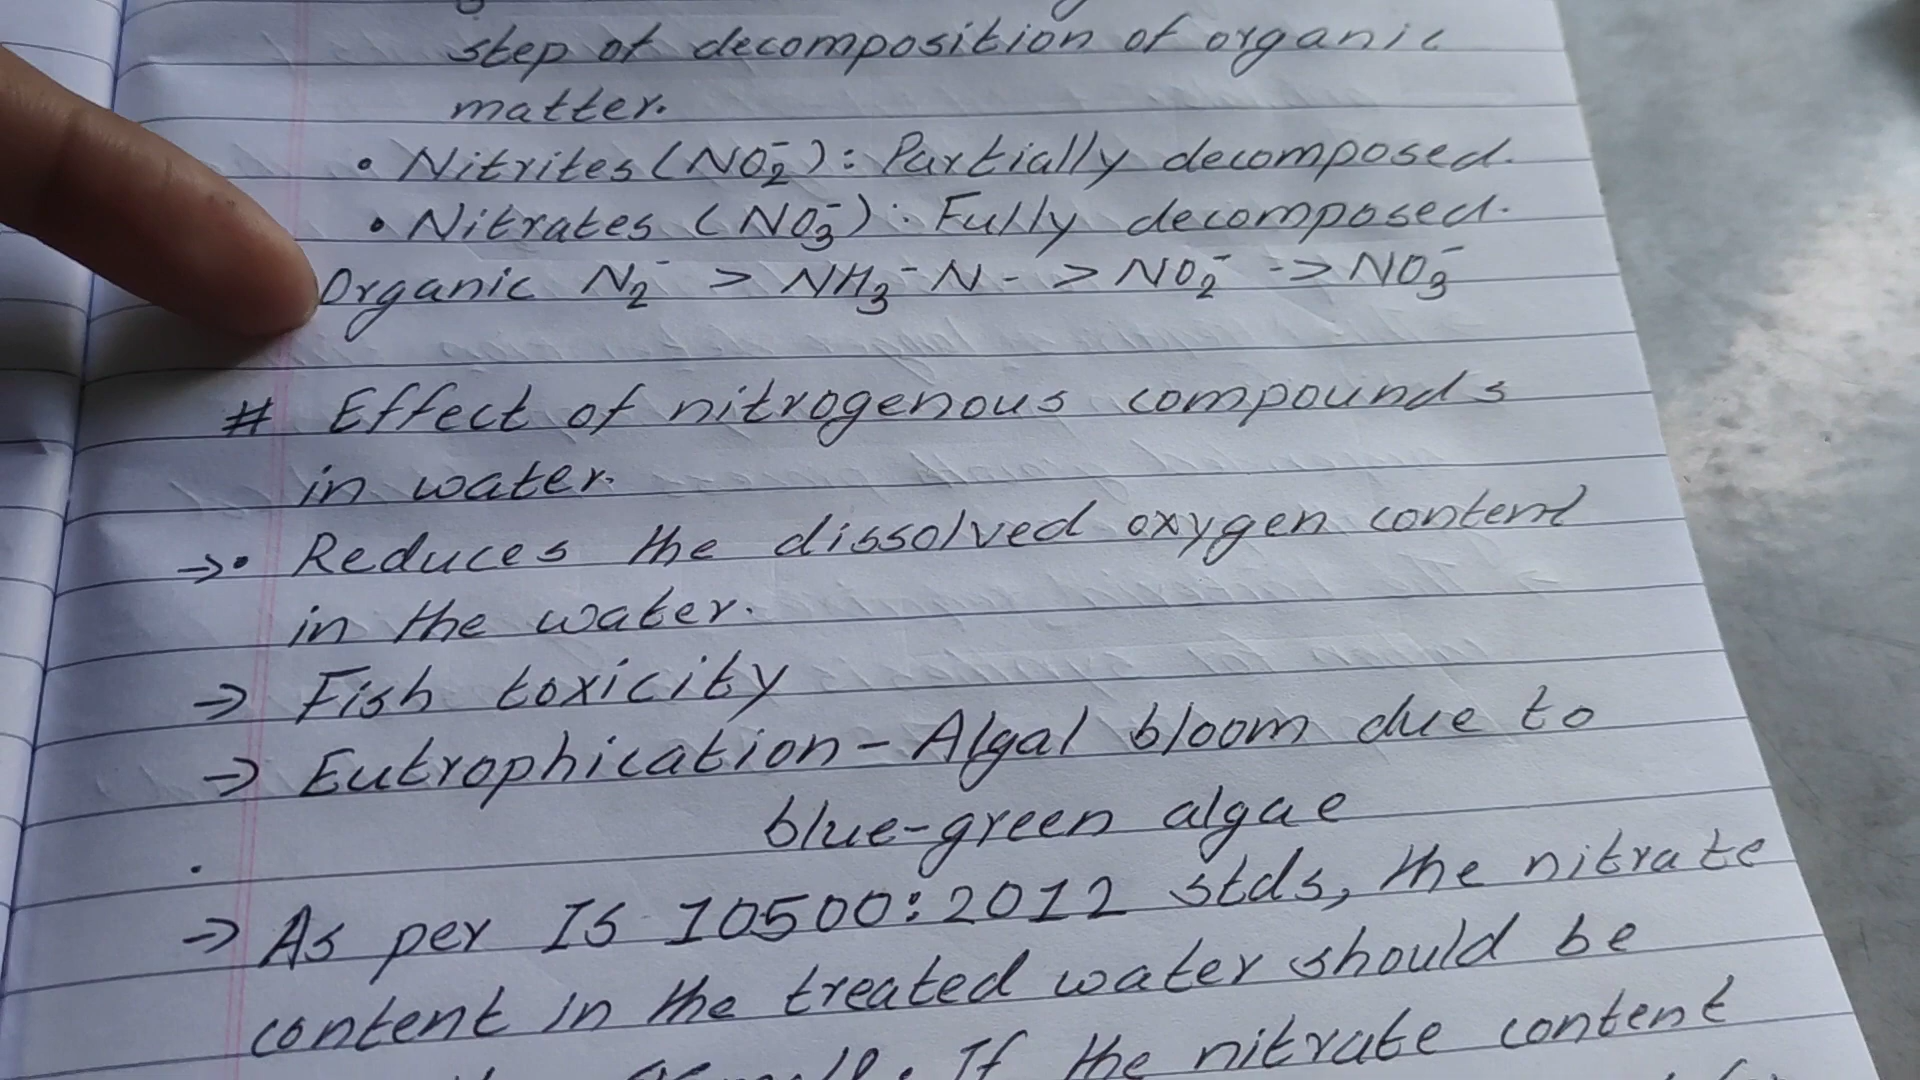 step of decomposition of organic
matter.
• Nitrites (NO₂⁻): Partially decomposed.
• Nitrates (NO₃⁻): Fully decomposed.
Organic N₂⁻ > NH₃⁻N- > NO₂⁻ -> NO₃⁻
# Effect of nitrogenous compounds
in water.
→• Reduces the dissolved oxygen content
in the water.
→ Fish toxicity
→ Eutrophication - Algal bloom due to
blue-green algae
→ As per IS 10500:2012 stds, the nitrate
content in the treated water should be
If the nitrate content